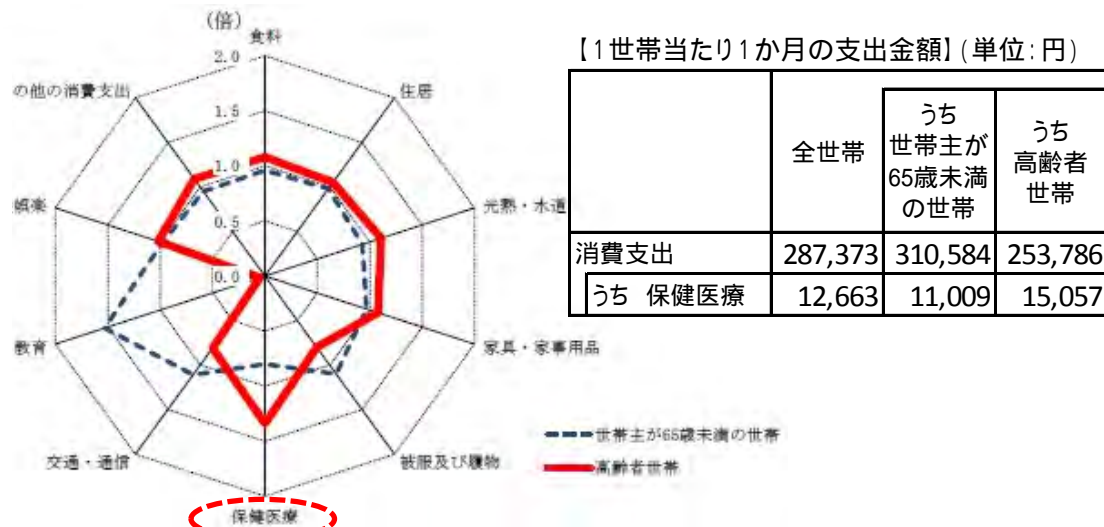 (倍)
食料
住居
光熱・水道
家具・家事用品
被服及び履物
保健医療
交通・通信
教育
娯楽
の他の消費支出
2.0
1.5
1.0
0.5
0.0
世帯主が65歳未満の世帯
高齢者世帯
【1世帯当たり1か月の支出金額】(単位:円)
全世帯
うち
世帯主が
65歳未満
の世帯
うち
高齢者
世帯
消費支出 287,373 310,584 253,786
うち 保健医療 12,663 11,009 15,057